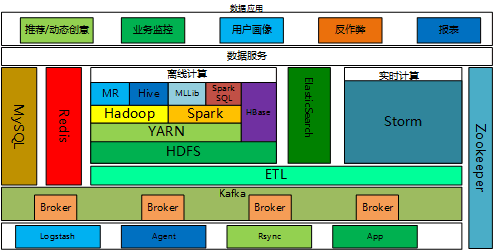 数据应用
推荐/动态创意
业务监控
用户画像
反作弊
报表
数据服务
MySQL
Redis
离线计算
MR
Hive
MLLib
Spark
SQL
HBase
Hadoop
Spark
YARN
HDFS
ElasticSearch
实时计算
Storm
Zookeeper
ETL
Kafka
Broker
Broker
Broker
Broker
Logstash
Agent
Rsync
App